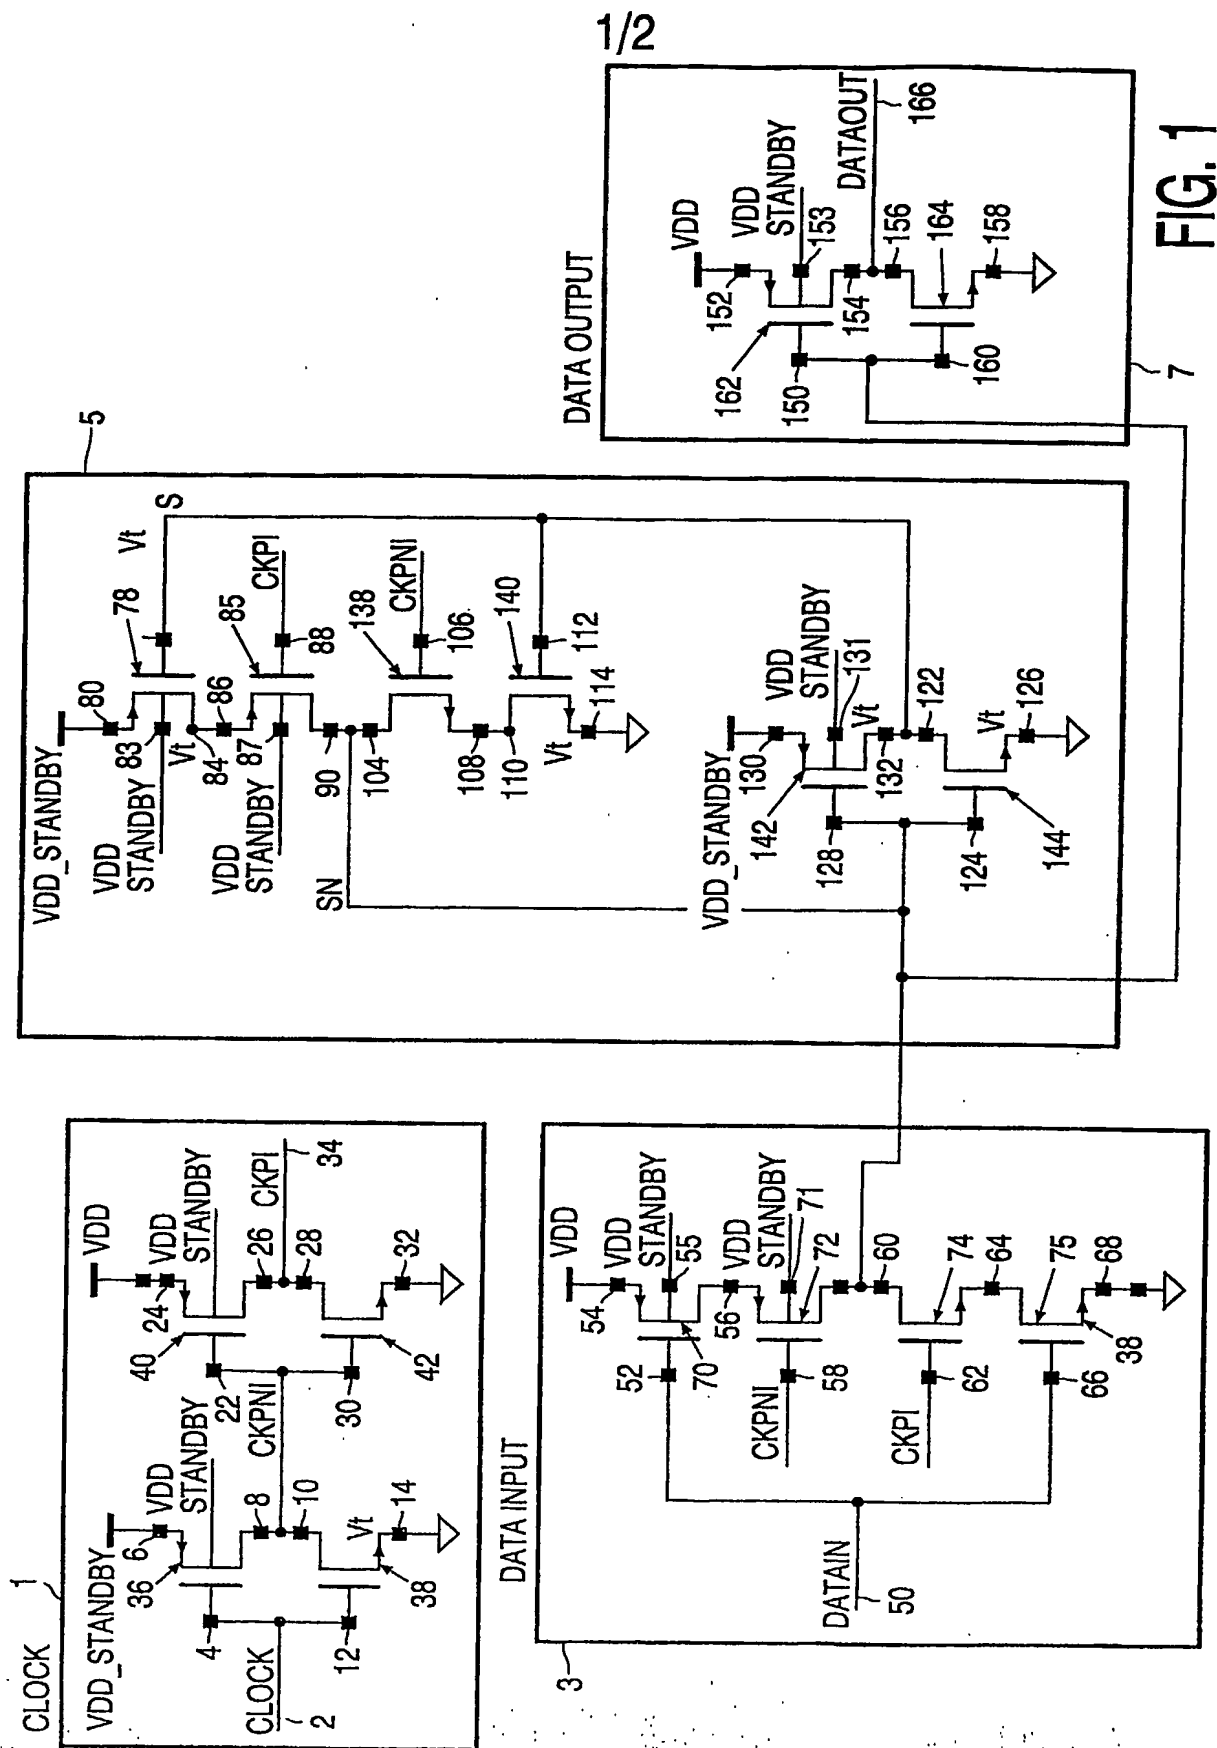 1/2
CLOCK
1
VDD_STANDBY
6
VDD
STANDBY
36
4
8
10
CLOCK
2
12
Vt
14
38
VDD
24
VDD
STANDBY
40
22
26
CKPNI
28
CKPI
34
30
32
42
DATA INPUT
3
VDD
54
VDD
STANDBY
55
52
70
56
VDD
STANDBY
71
CKPNI
58
72
60
DATAIN
50
CKPI
62
74
64
75
66
68
38
5
VDD_STANDBY
80
78
Vt
S
VDD
STANDBY
83
Vt
84
86
85
CKPI
88
VDD
STANDBY
87
90
SN
104
138
CKPNI
106
108
110
140
112
Vt
114
VDD_STANDBY
130
VDD
STANDBY
131
142
128
Vt
132
122
124
Vt
126
144
DATA OUTPUT
VDD
152
VDD
STANDBY
153
162
150
154
DATAOUT
166
156
164
160
158
7
FIG. 1